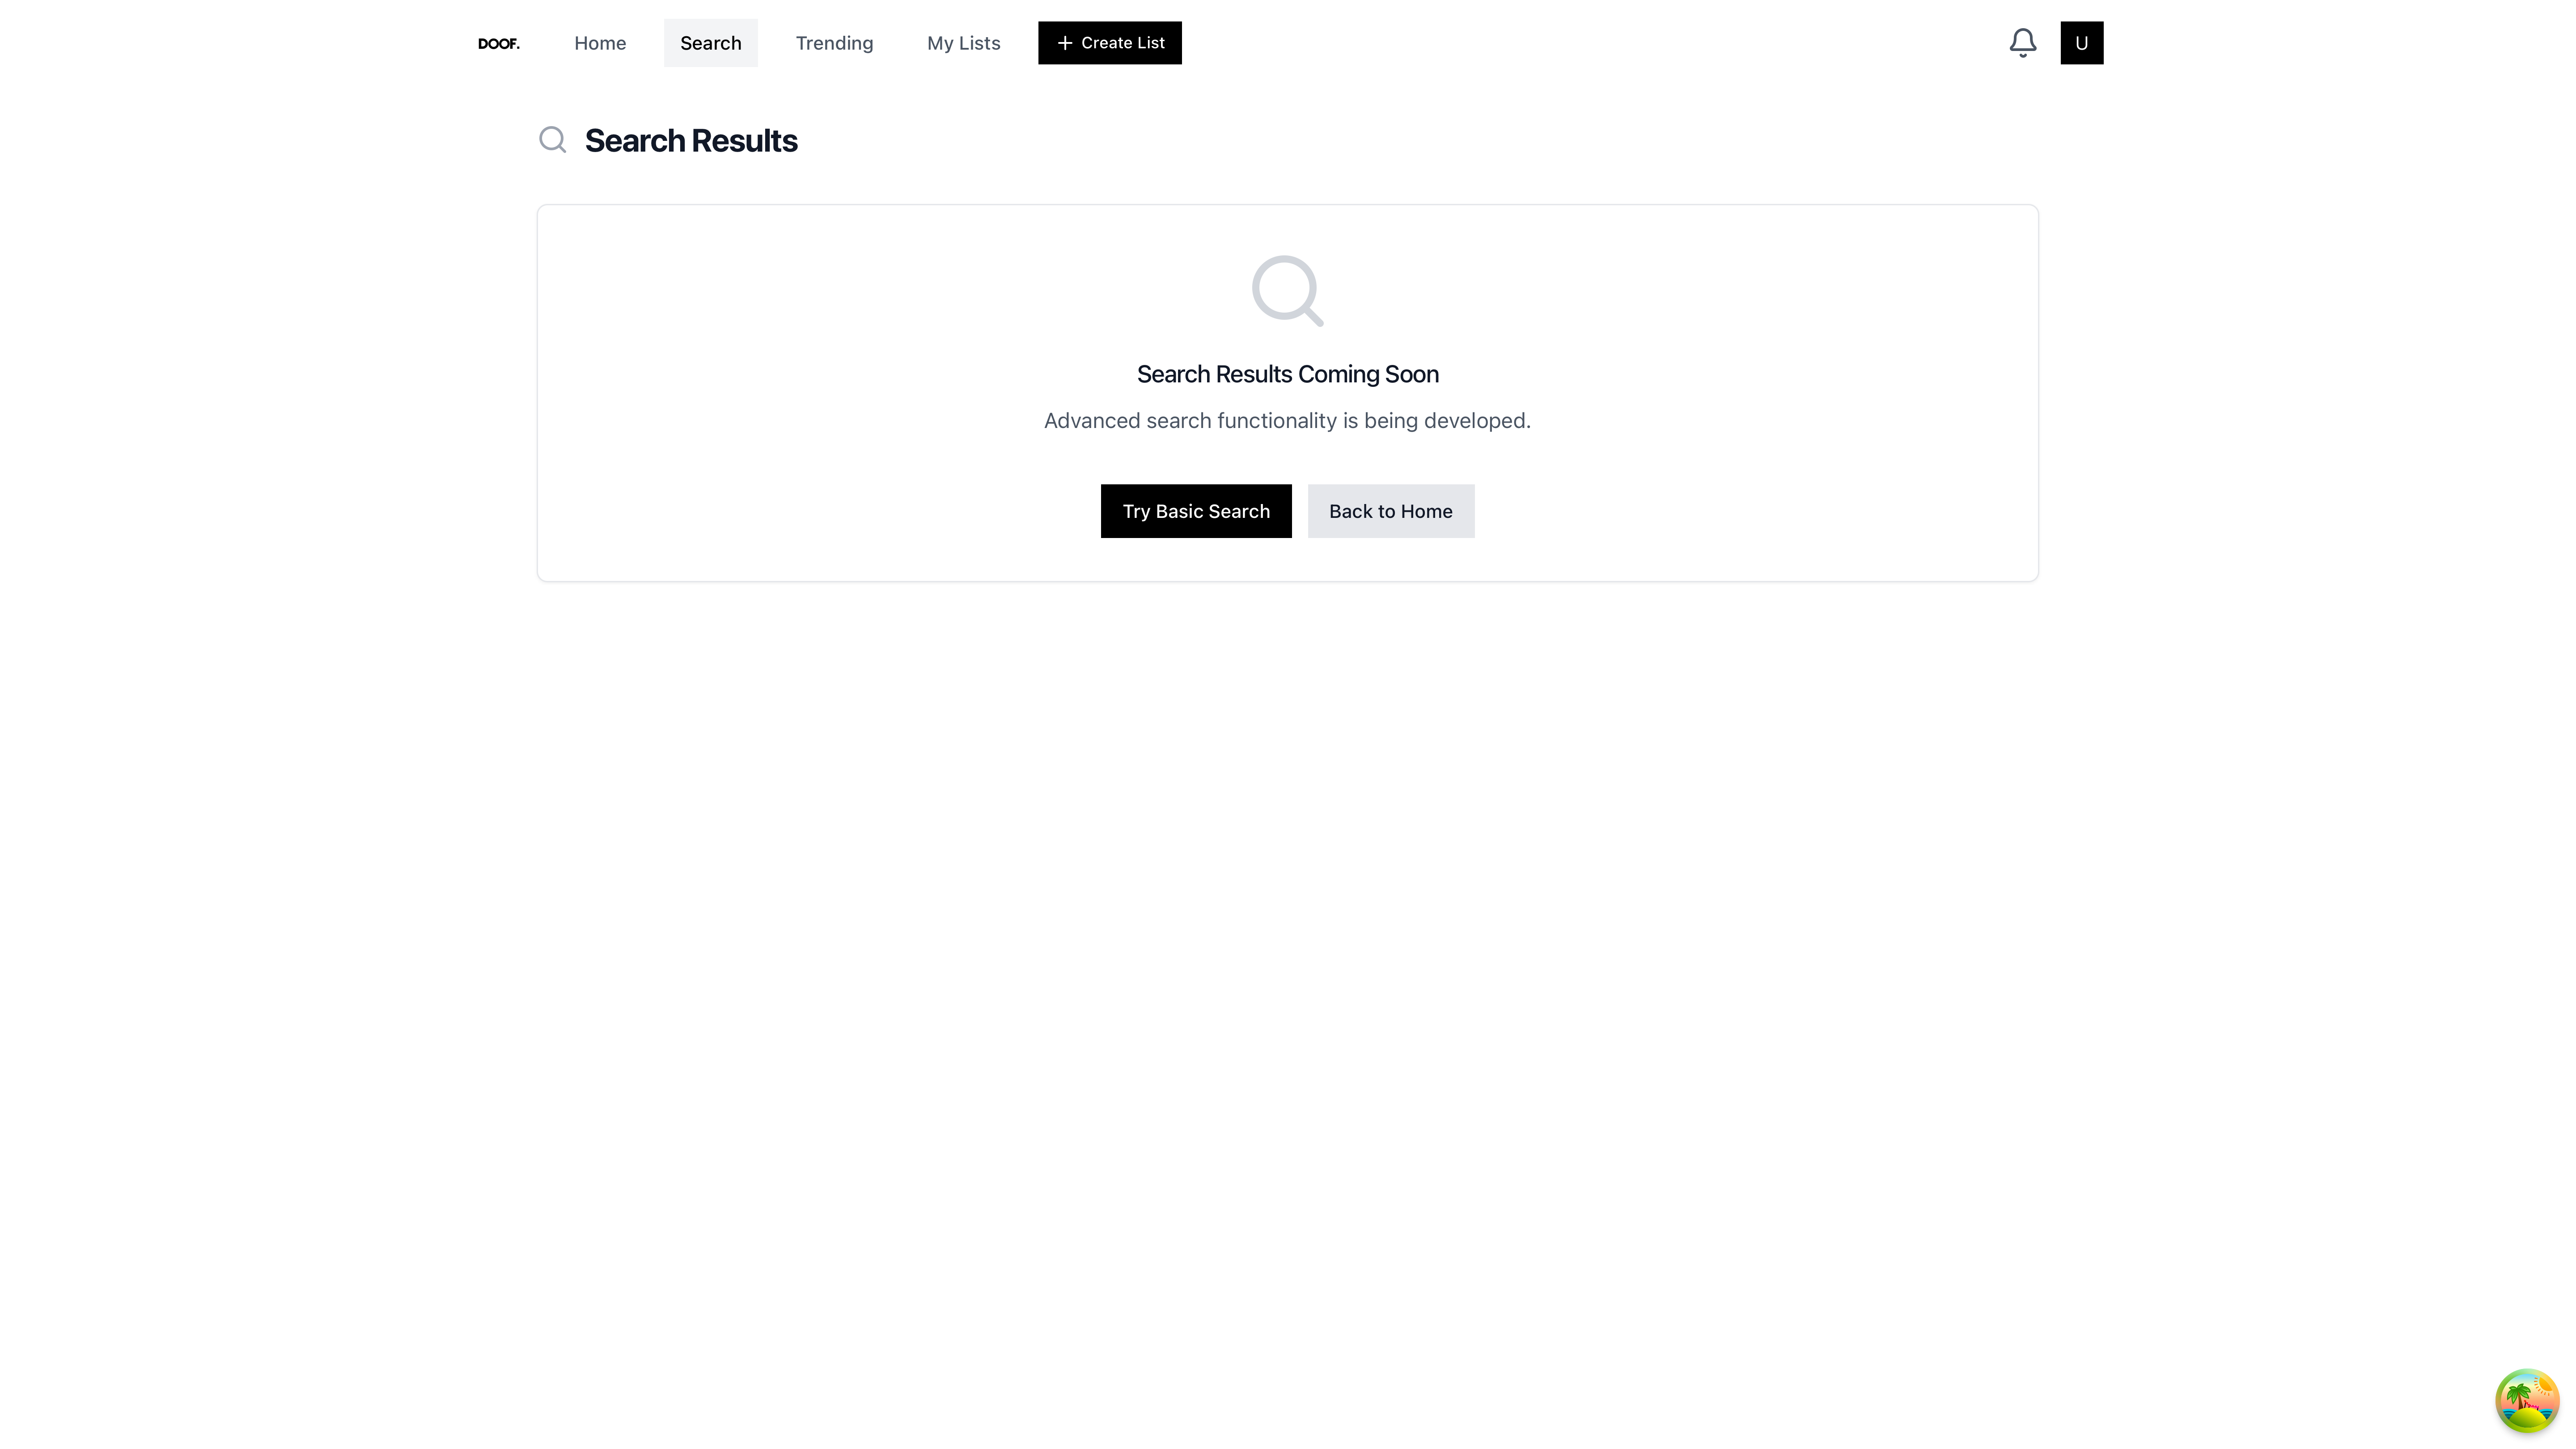 DOOF.
Home
Search
Trending
My Lists
+ Create List
U
Search Results
Search Results Coming Soon
Advanced search functionality is being developed.
Try Basic Search
Back to Home